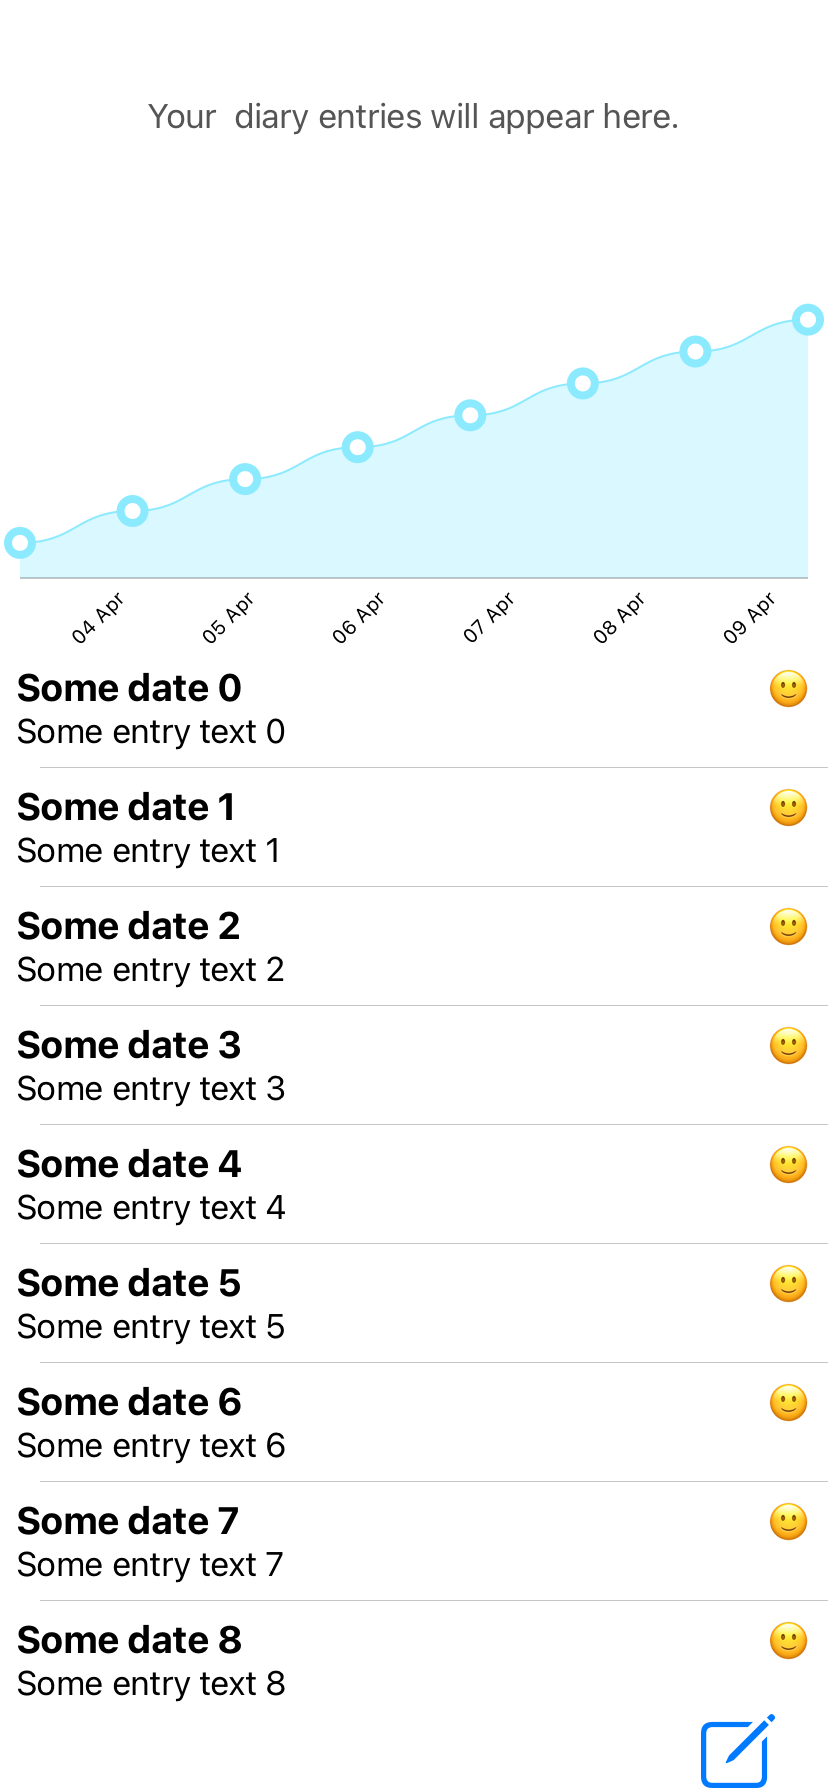 Your  diary entries will appear here.
04 Apr
05 Apr
06 Apr
07 Apr
08 Apr
09 Apr
Some date 0
Some entry text 0
Some date 1
Some entry text 1
Some date 2
Some entry text 2
Some date 3
Some entry text 3
Some date 4
Some entry text 4
Some date 5
Some entry text 5
Some date 6
Some entry text 6
Some date 7
Some entry text 7
Some date 8
Some entry text 8